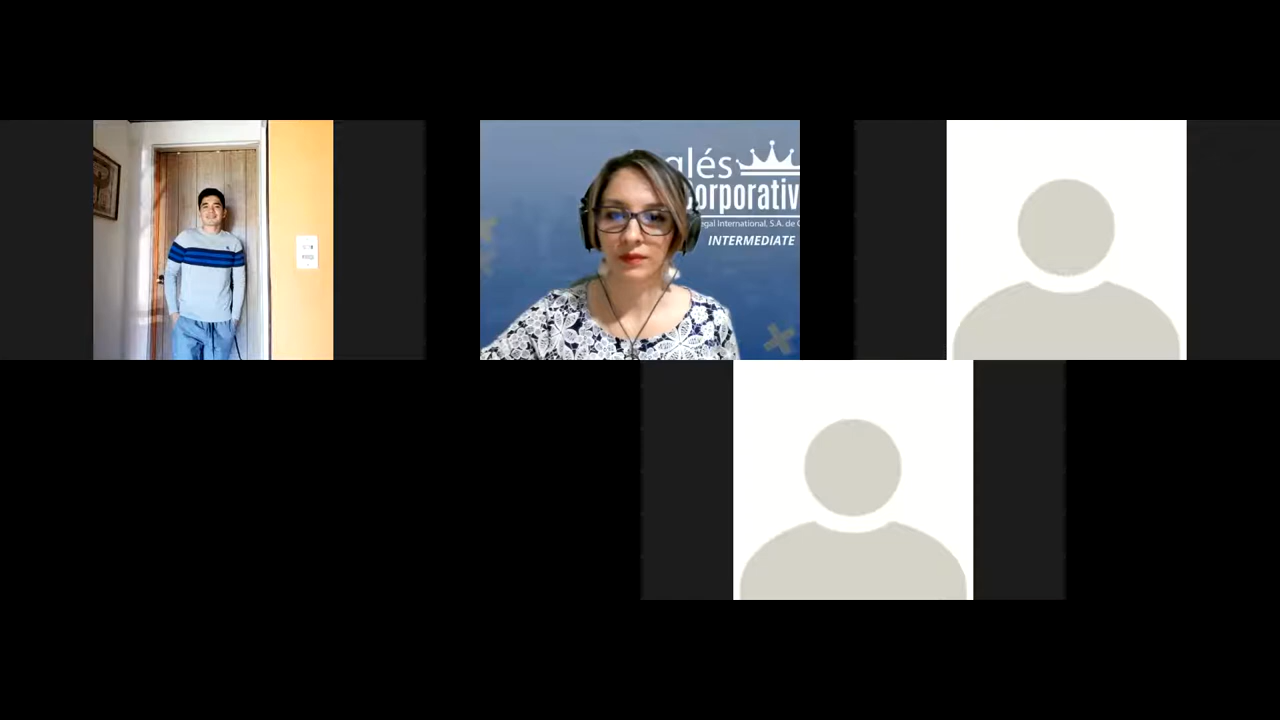 glés
orporativ
egal International, S.A. de C
INTERMEDIATE